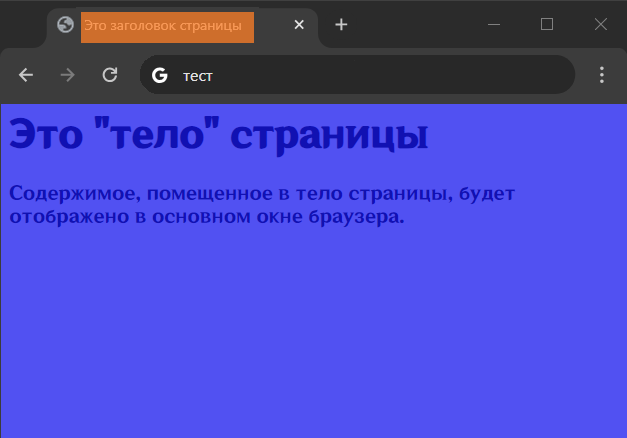 Это заголовок страницы
тест
Это "тело" страницы
Содержимое, помещенное в тело страницы, будет
отображено в основном окне браузера.